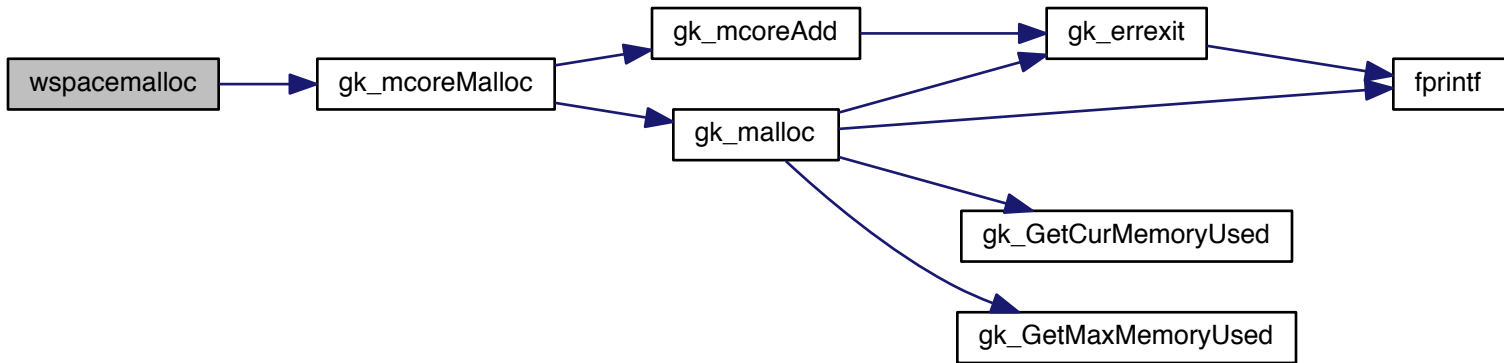 wspacemalloc
gk_mcoreMalloc
gk_mcoreAdd
gk_malloc
gk_errexit
fprintf
gk_GetCurMemoryUsed
gk_GetMaxMemoryUsed